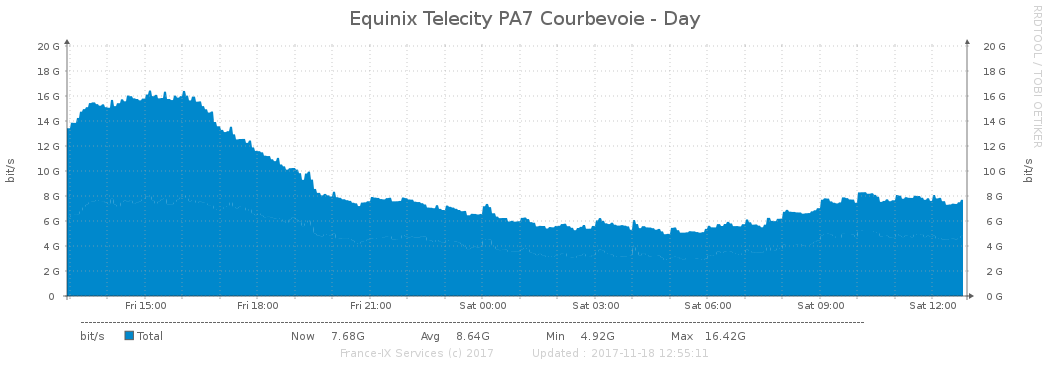 Equinix Telecity PA7 Courbevoie - Day
RRDTOOL / TOBI OETIKER
20 G 20 G
18 G 18 G
16 G 16 G
14 G 14 G
12 G 12 G
10 G 10 G
8 G 8 G
6 G 6 G
4 G 4 G
2 G 2 G
0 0 G
bit/s bit/s
Fri 15:00 Fri 18:00 Fri 21:00 Sat 00:00 Sat 03:00 Sat 06:00 Sat 09:00 Sat 12:00
bit/s Total Now 7.68G Avg 8.64G Min 4.92G Max 16.42G
France-IX Services (c) 2017 Updated : 2017-11-18 12:55:11